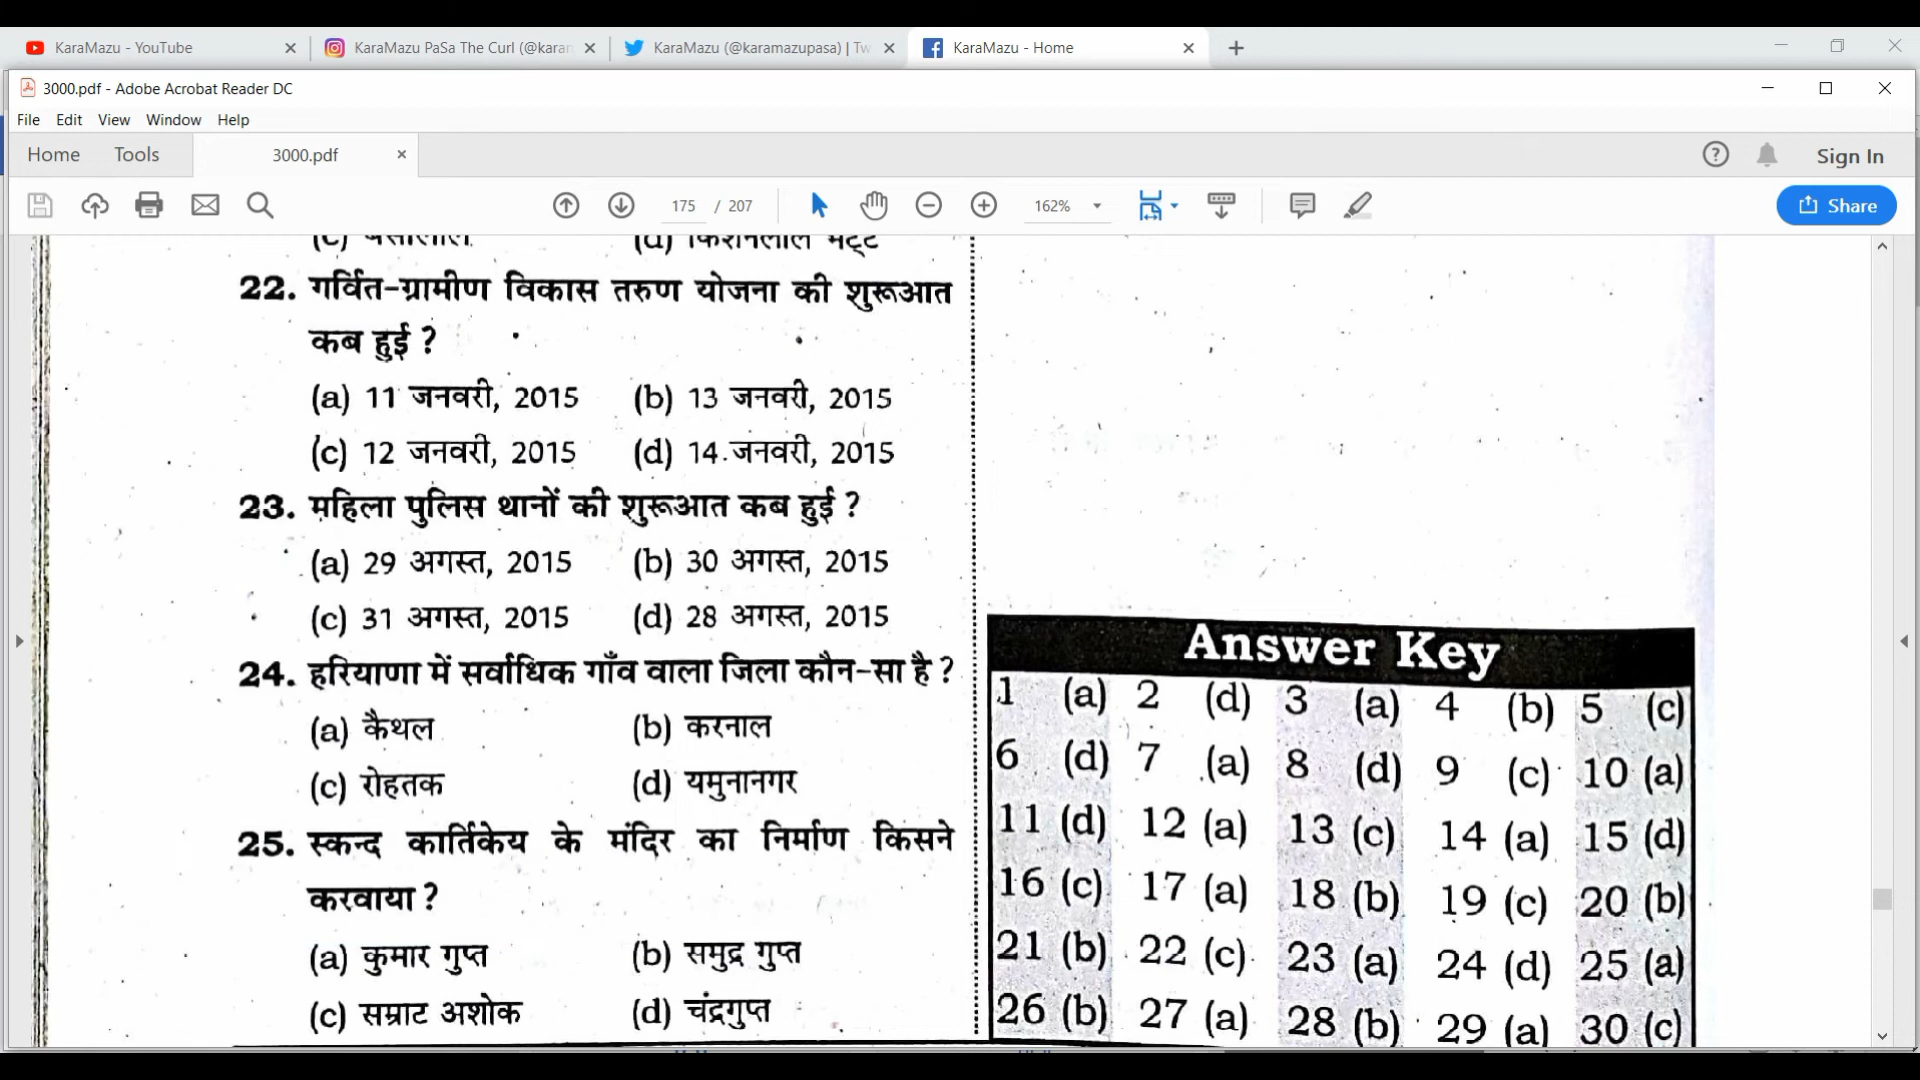 KaraMazu - YouTube
KaraMazu PaSa The Curl (@karan
KaraMazu (@karamazupasa) | Tw
KaraMazu - Home
3000.pdf - Adobe Acrobat Reader DC
File Edit View Window Help
Home Tools 3000.pdf Sign In
175 / 207 162% Share
(d) किशनलाल भट्ट
22. गर्वित-ग्रामीण विकास तरुण योजना की शुरूआत
कब हुई ?
(a) 11 जनवरी, 2015 (b) 13 जनवरी, 2015
(c) 12 जनवरी, 2015 (d) 14 जनवरी, 2015
23. महिला पुलिस थानों की शुरूआत कब हुई ?
(a) 29 अगस्त, 2015 (b) 30 अगस्त, 2015
(c) 31 अगस्त, 2015 (d) 28 अगस्त, 2015
24. हरियाणा में सर्वाधिक गाँव वाला जिला कौन-सा है ?
(a) कैथल (b) करनाल
(c) रोहतक (d) यमुनानगर
25. स्कन्द कार्तिकेय के मंदिर का निर्माण किसने
करवाया ?
(a) कुमार गुप्त (b) समुद्र गुप्त
(c) सम्राट अशोक (d) चंद्रगुप्त
Answer Key
1 (a) 2 (d) 3 (a) 4 (b) 5 (c)
6 (d) 7 (a) 8 (d) 9 (c) 10 (a)
11 (d) 12 (a) 13 (c) 14 (a) 15 (d)
16 (c) 17 (a) 18 (b) 19 (c) 20 (b)
21 (b) 22 (c) 23 (a) 24 (d) 25 (a)
26 (b) 27 (a) 28 (b) 29 (a) 30 (c)